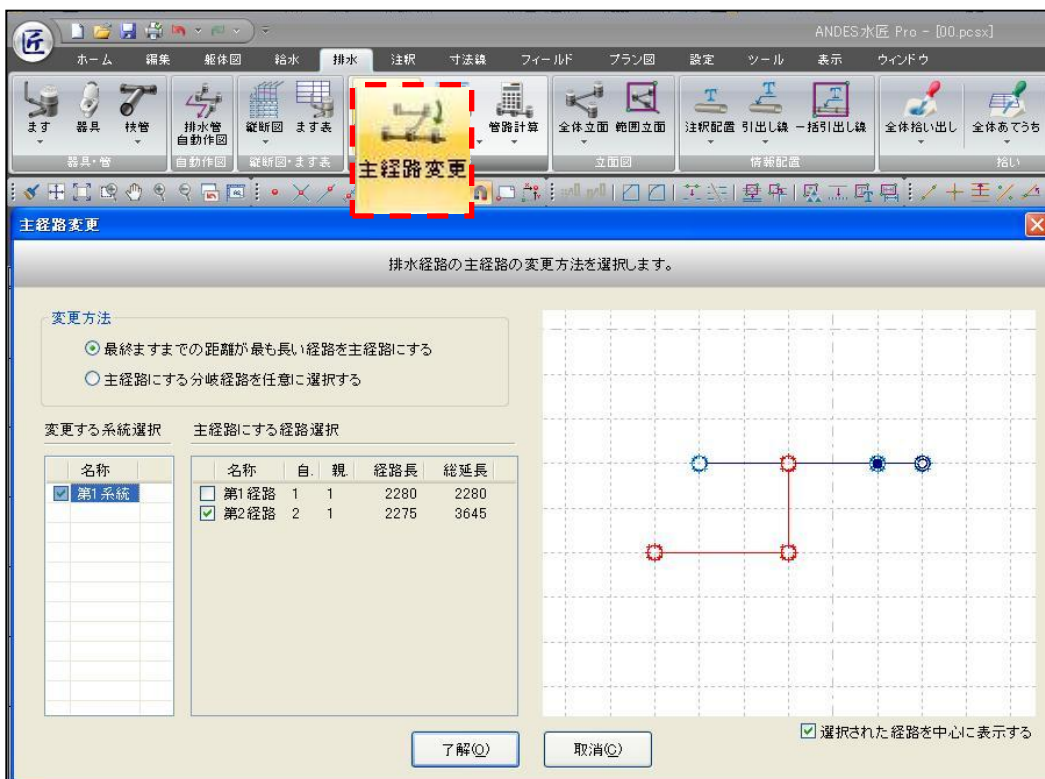 匠
ANDES水匠 Pro - [00.pcsx]
ホーム 編集 躯体図 給水 排水 注釈 寸法線 フィールド プラン図 設定 ツール 表示 ウィンドウ
ます 器具 枝管 排水管自動作図 縦断図 ます表 主経路変更 管路計算 全体立面 範囲立面 注釈配置 引出し線 一括引出し線 全体拾い出し 全体あてうち
器具・管 自動作図 縦断図・ます表 立面図 情報配置 拾い
主経路変更
排水経路の主経路の変更方法を選択します。
変更方法
最終ますまでの距離が最も長い経路を主経路にする
主経路にする分岐経路を任意に選択する
変更する系統選択 主経路にする経路選択
名称 名称 自. 親. 経路長 総延長
第1系統 第1経路 1 1 2280 2280
第2経路 2 1 2275 3645
選択された経路を中心に表示する
了解(O) 取消(C)